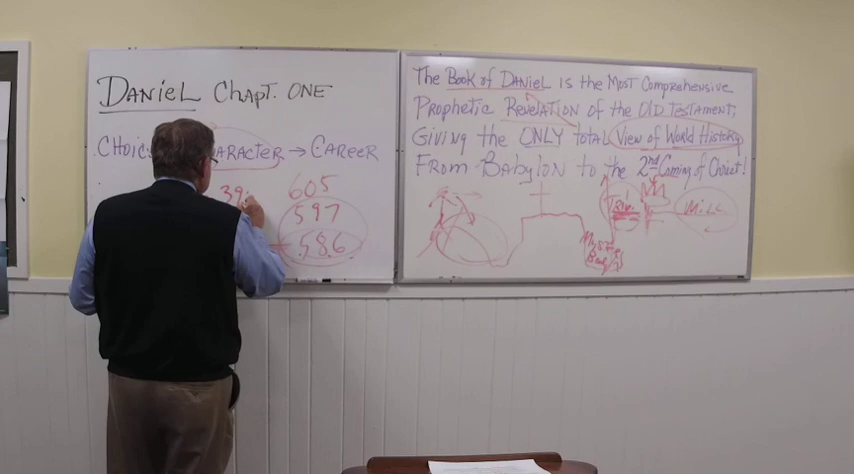 DANIEL CHAPT. ONE
CHARACTER → CAREER
605
597
586
39
THE BOOK OF DANIEL IS THE MOST COMPREHENSIVE
PROPHETIC REVELATION OF THE OLD TESTAMENT,
GIVING THE ONLY TOTAL VIEW OF WORLD HISTORY
FROM BABYLON TO THE 2nd COMING OF CHRIST!
TRIB.
MILL